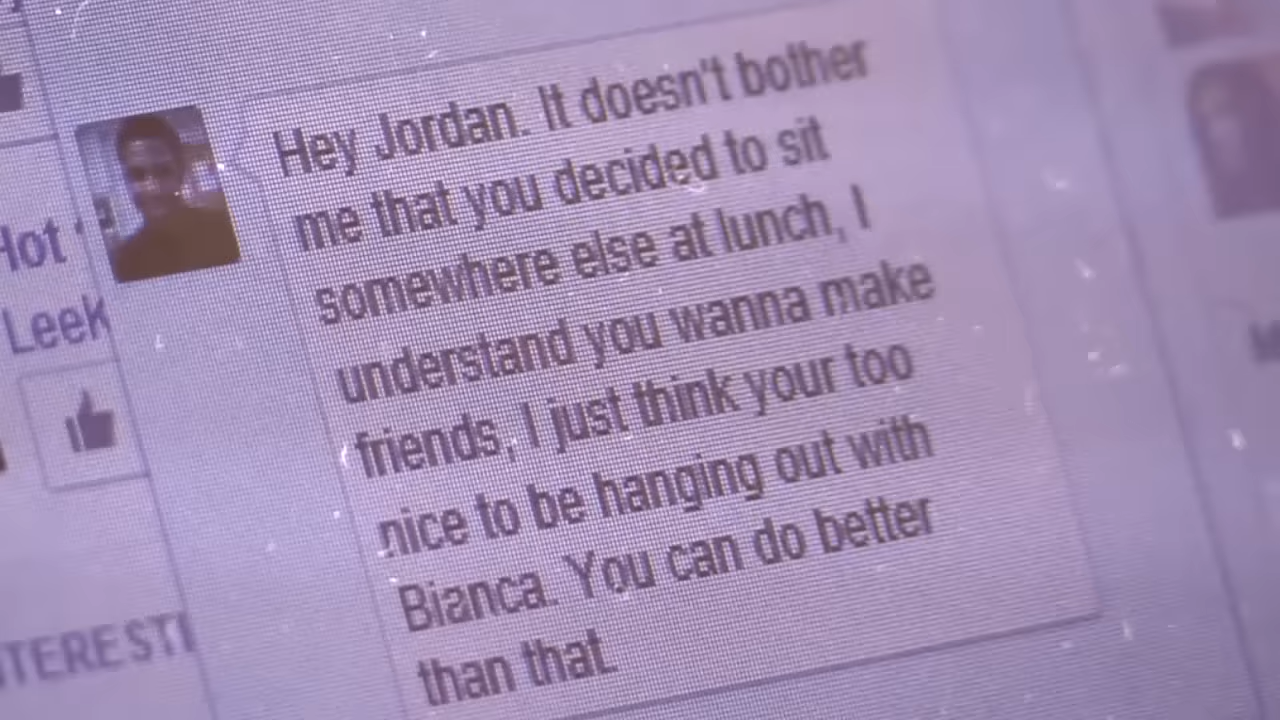 Hey Jordan. It doesn't bother
me that you decided to sit
somewhere else at lunch, I
understand you wanna make
friends, I just think your too
nice to be hanging out with
Bianca. You can do better
than that.
Hot
Leek
TERESTI